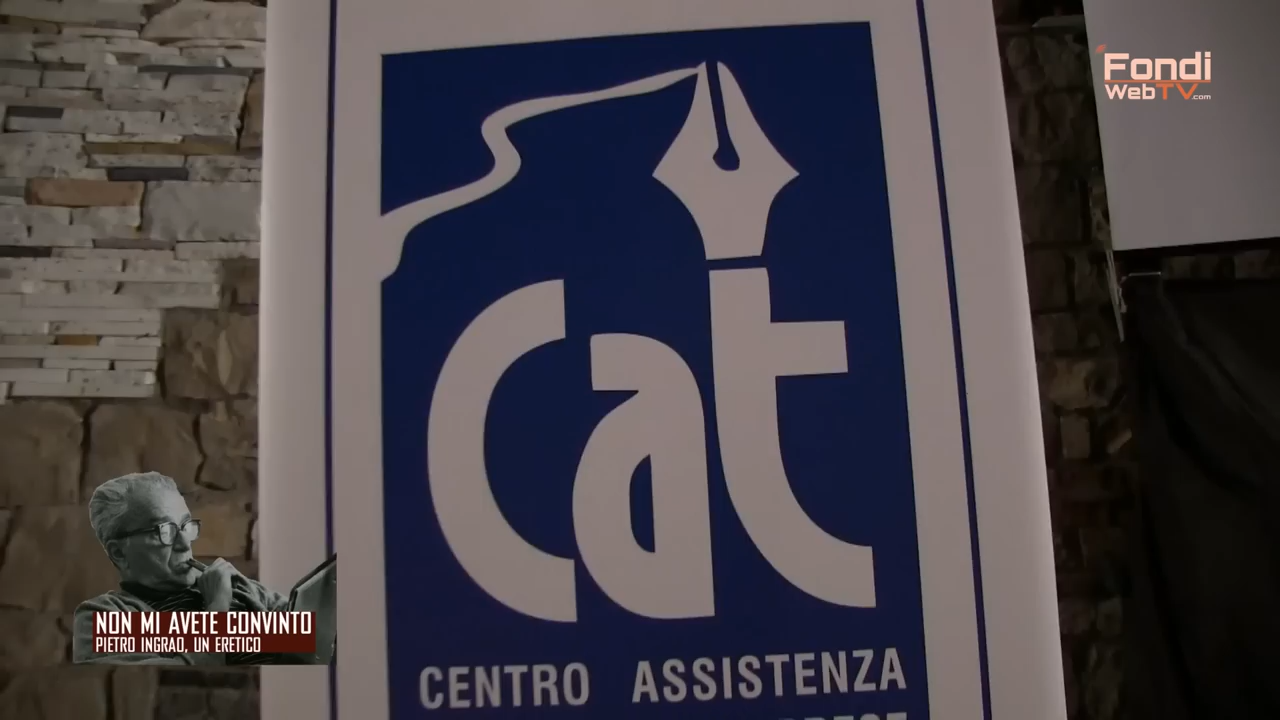 Fondi
WebTV.com
cat
CENTRO ASSISTENZA
NON MI AVETE CONVINTO
PIETRO INGRAO, UN ERETICO